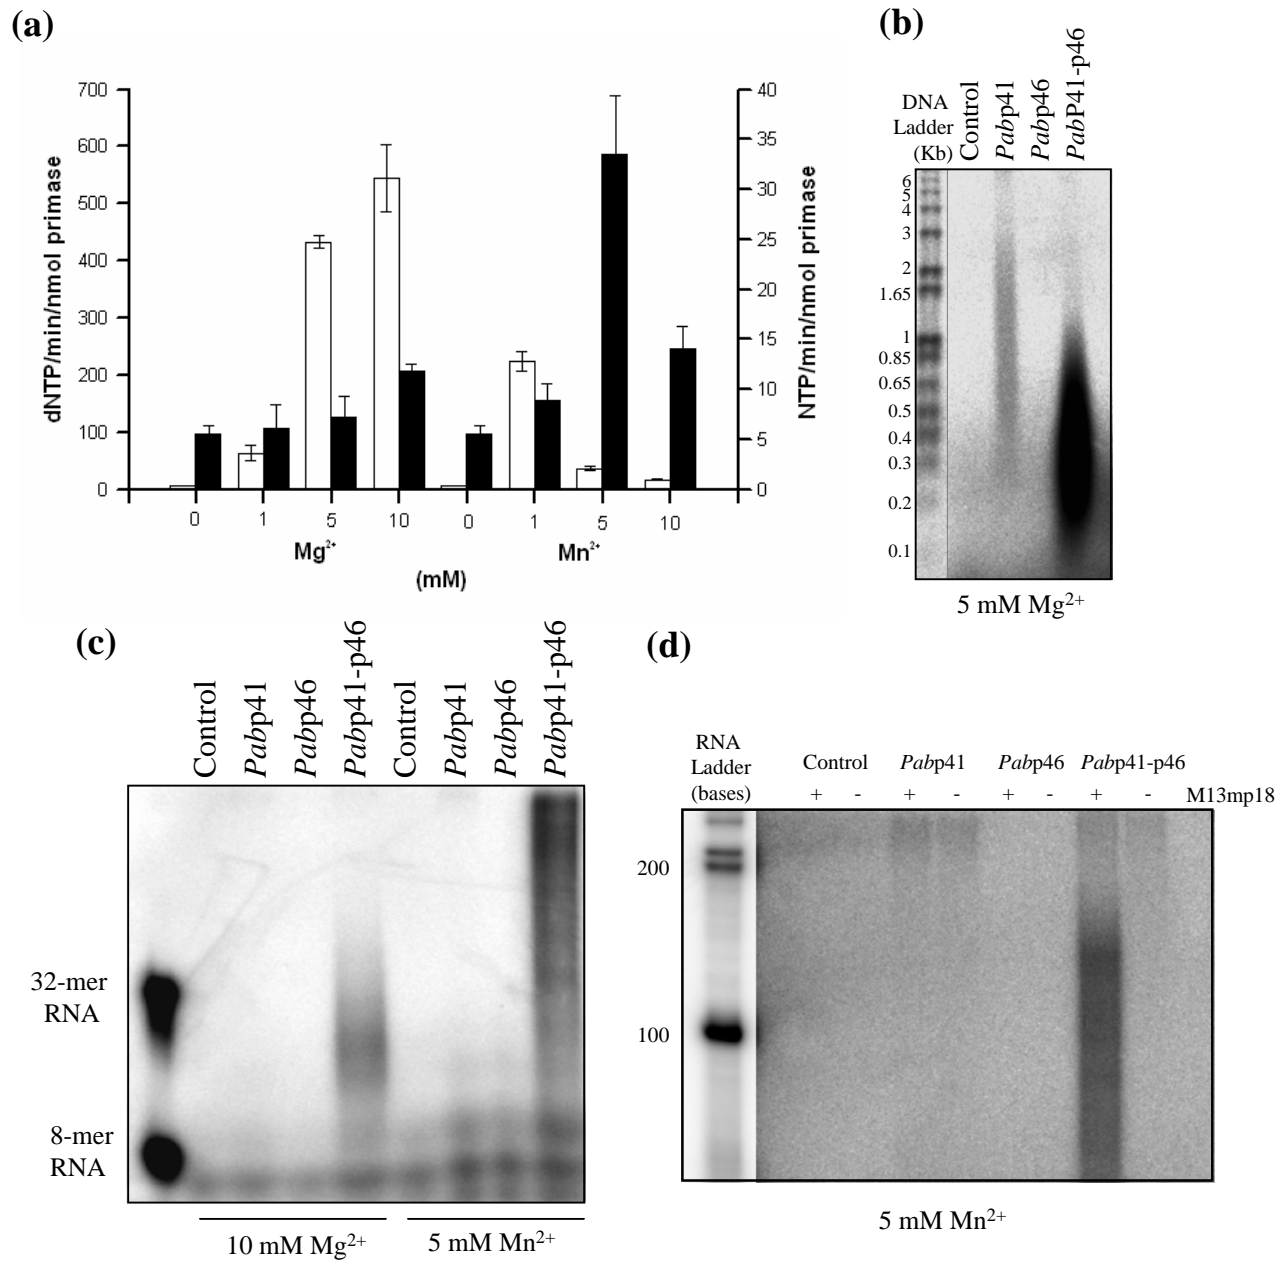 (a)
700
600
500
400
300
200
100
0
dNTP/min/nmol primase
40
35
30
25
20
15
10
5
0
NTP/min/nmol primase
0 1 5 10 0 1 5 10
Mg²⁺ Mn²⁺
(mM)
(b)
DNA
Ladder
(Kb)
Control
Pabp41
Pabp46
PabP41-p46
6
5
4
3
2
1.65
1
0.85
0.65
0.5
0.4
0.3
0.2
0.1
5 mM Mg²⁺
(c)
Control
Pabp41
Pabp46
Pabp41-p46
Control
Pabp41
Pabp46
Pabp41-p46
32-mer
RNA
8-mer
RNA
10 mM Mg²⁺ 5 mM Mn²⁺
(d)
RNA
Ladder
(bases)
Control Pabp41 Pabp46 Pabp41-p46
+ - + - + - + - M13mp18
200
100
5 mM Mn²⁺